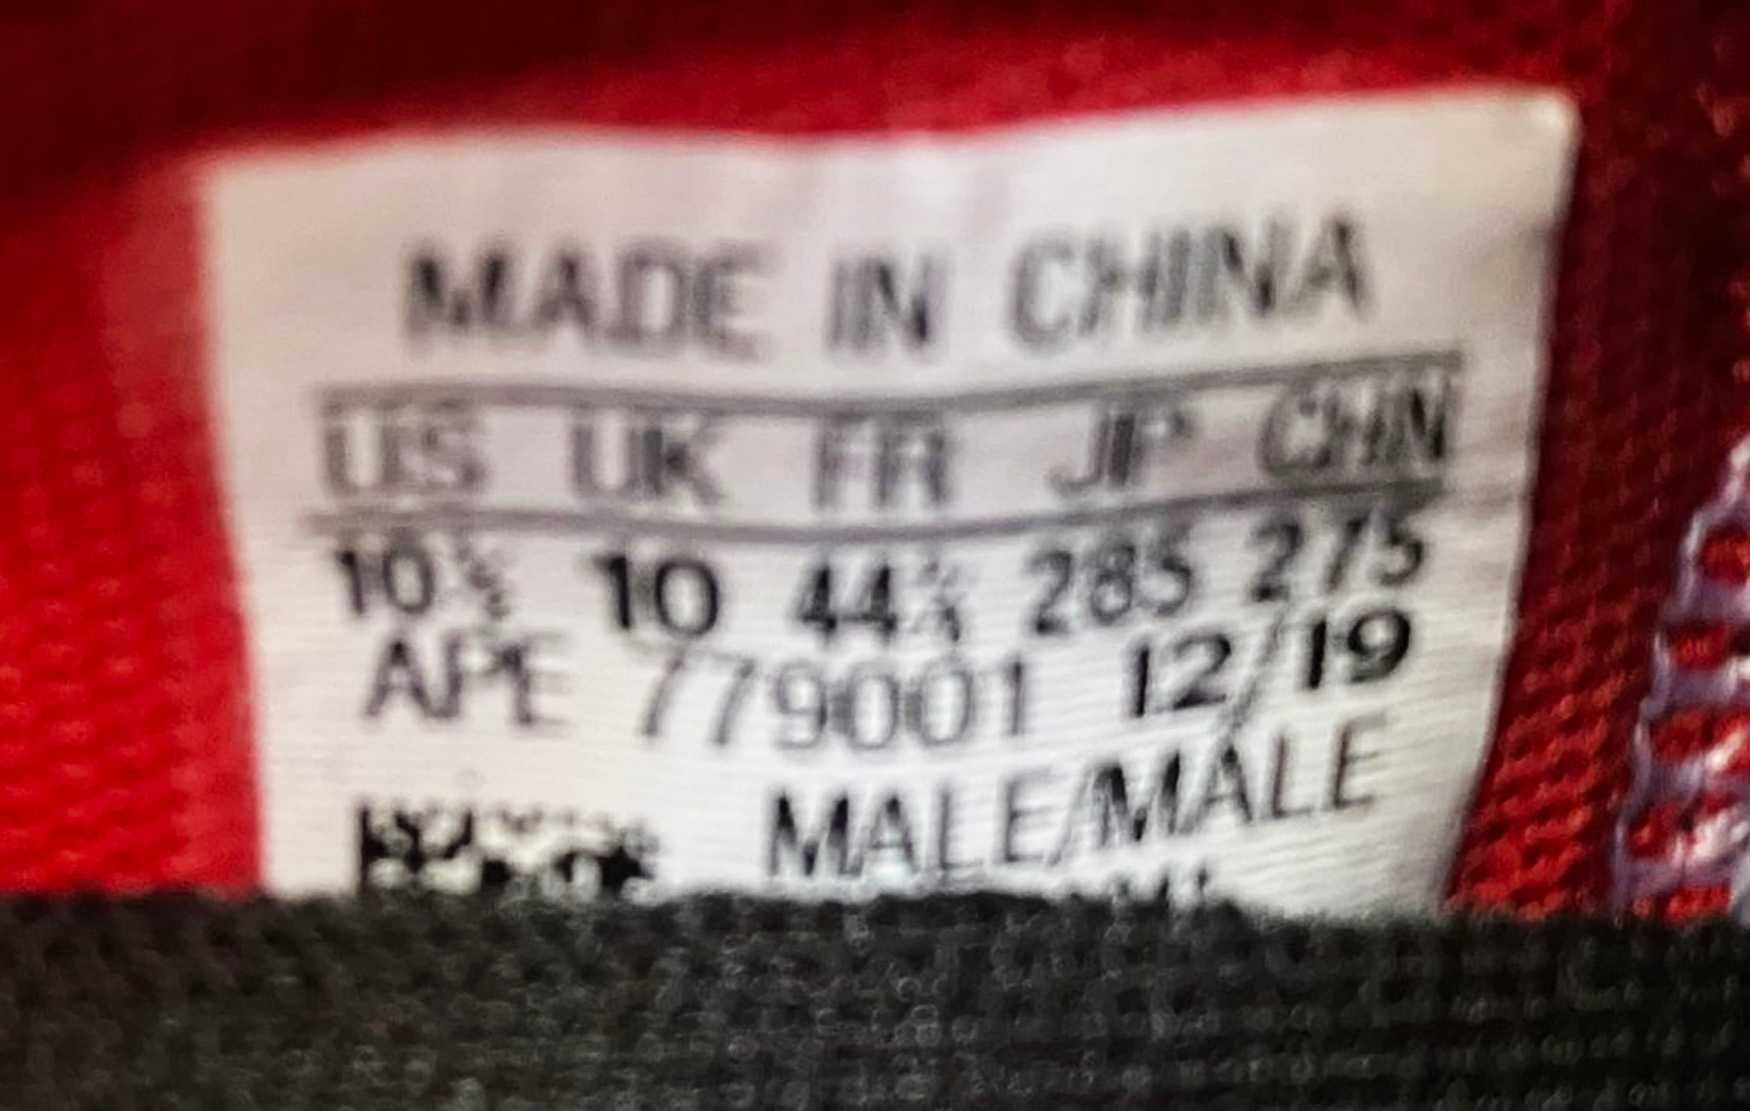 MADE IN CHINA
US UK FR JP CHN
10½ 10 44⅔ 285 275
APE 779001 12/19
MALE/MALE